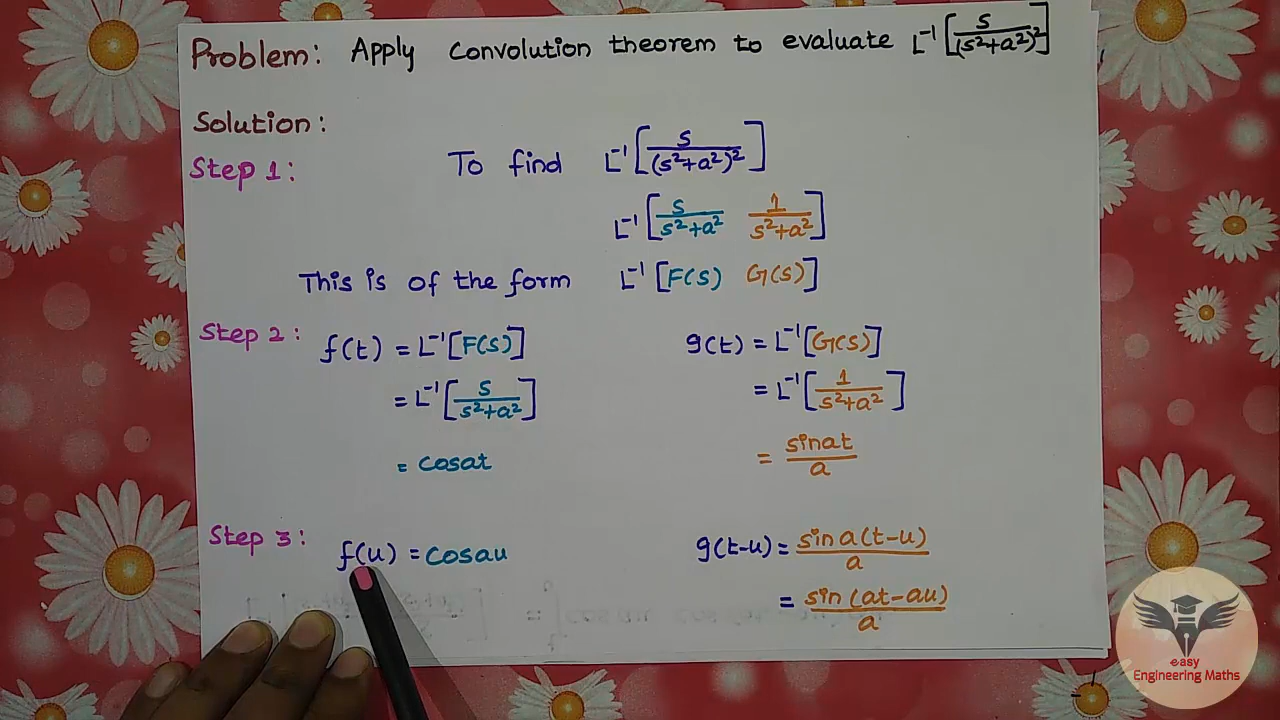 Problem: Apply convolution theorem to evaluate L⁻¹[s/(s²+a²)²]
Solution:
Step 1: To find L⁻¹[s/(s²+a²)²]
L⁻¹[s/(s²+a²) 1/(s²+a²)]
This is of the form L⁻¹[F(s) G(s)]
Step 2: f(t) = L⁻¹[F(s)] g(t) = L⁻¹[G(s)]
= L⁻¹[s/(s²+a²)] = L⁻¹[1/(s²+a²)]
= cosat = sinat/a
Step 3: f(u) = cosau g(t-u) = sina(t-u)/a
= sin(at-au)/a
easy
Engineering Maths